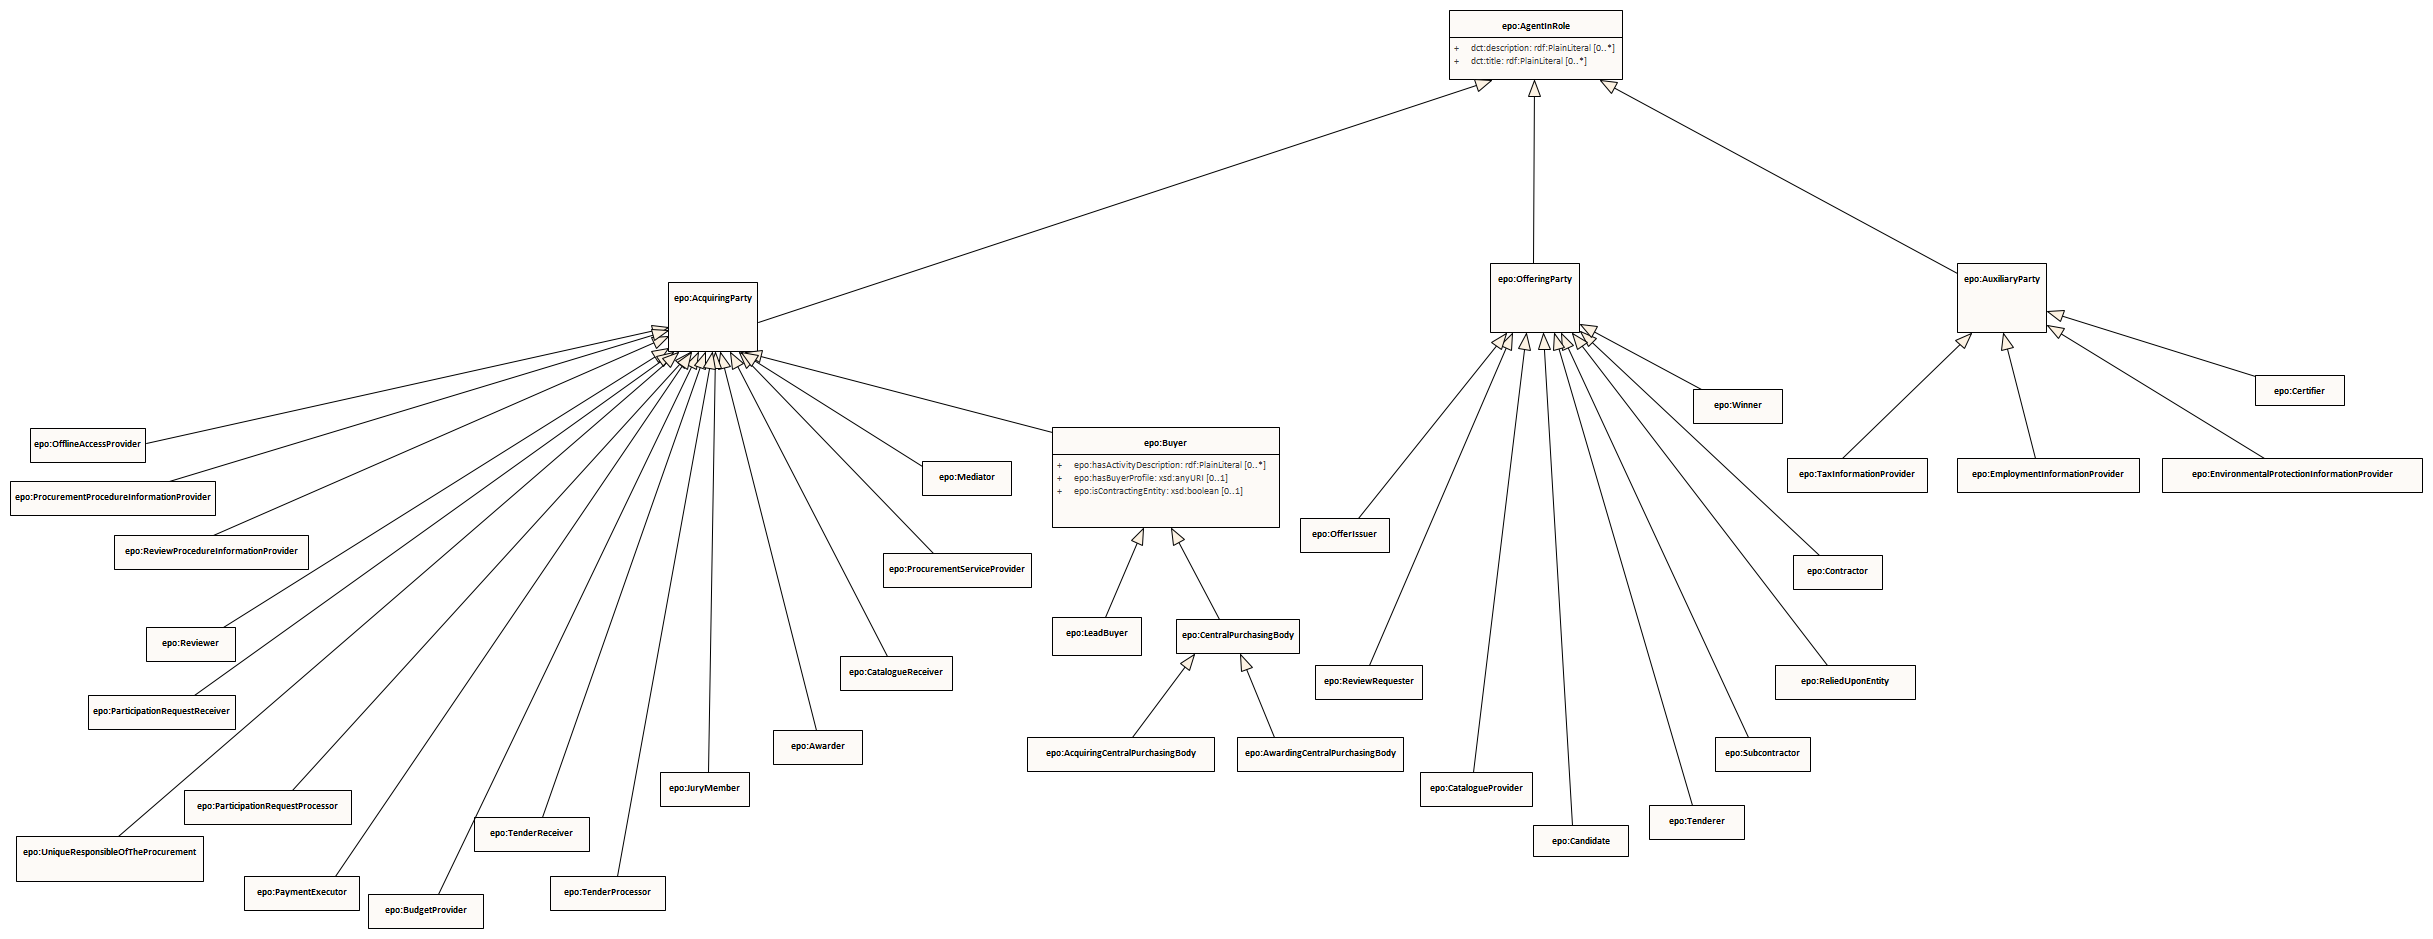 epo:AgentInRole
+ dct:description: rdf:PlainLiteral [0..*]
+ dct:title: rdf:PlainLiteral [0..*]
epo:AcquiringParty
epo:OfferingParty
epo:AuxiliaryParty
epo:OfflineAccessProvider
epo:ProcurementProcedureInformationProvider
epo:ReviewProcedureInformationProvider
epo:Reviewer
epo:ParticipationRequestReceiver
epo:UniqueResponsibleOfTheProcurement
epo:ParticipationRequestProcessor
epo:PaymentExecutor
epo:BudgetProvider
epo:TenderReceiver
epo:TenderProcessor
epo:JuryMember
epo:Awarder
epo:CatalogueReceiver
epo:ProcurementServiceProvider
epo:Mediator
epo:Buyer
+ epo:hasActivityDescription: rdf:PlainLiteral [0..*]
+ epo:hasBuyerProfile: xsd:anyURI [0..1]
+ epo:isContractingEntity: xsd:boolean [0..1]
epo:LeadBuyer
epo:CentralPurchasingBody
epo:AcquiringCentralPurchasingBody
epo:AwardingCentralPurchasingBody
epo:OfferIssuer
epo:ReviewRequester
epo:CatalogueProvider
epo:Candidate
epo:Tenderer
epo:Subcontractor
epo:ReliedUponEntity
epo:Contractor
epo:Winner
epo:TaxInformationProvider
epo:EmploymentInformationProvider
epo:EnvironmentalProtectionInformationProvider
epo:Certifier